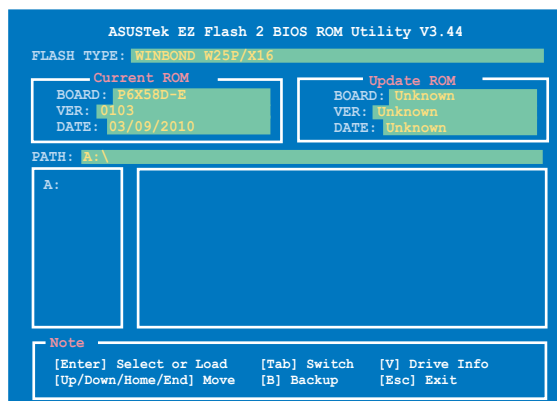 ASUSTek EZ Flash 2 BIOS ROM Utility V3.44
FLASH TYPE: WINBOND W25P/X16
Current ROM
BOARD: P6X58D-E
VER: 0103
DATE: 03/09/2010
Update ROM
BOARD: Unknown
VER: Unknown
DATE: Unknown
PATH: A:\
A:
Note
[Enter] Select or Load [Tab] Switch [V] Drive Info
[Up/Down/Home/End] Move [B] Backup [Esc] Exit